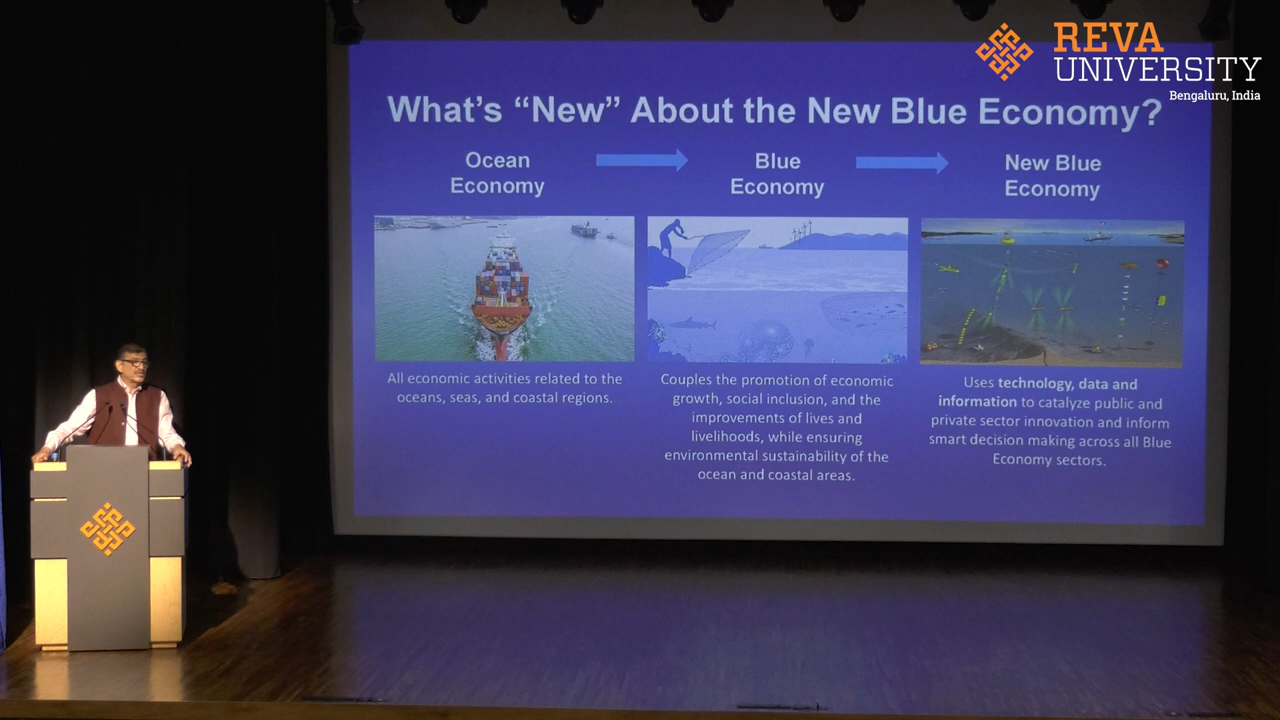 REVA
UNIVERSITY
Bengaluru, India
What's “New” About the New Blue Economy?
Ocean
Economy
Blue
Economy
New Blue
Economy
All economic activities related to the
oceans, seas, and coastal regions.
Couples the promotion of economic
growth, social inclusion, and the
improvements of lives and
livelihoods, while ensuring
environmental sustainability of the
ocean and coastal areas.
Uses technology, data and
information to catalyze public and
private sector innovation and inform
smart decision making across all Blue
Economy sectors.